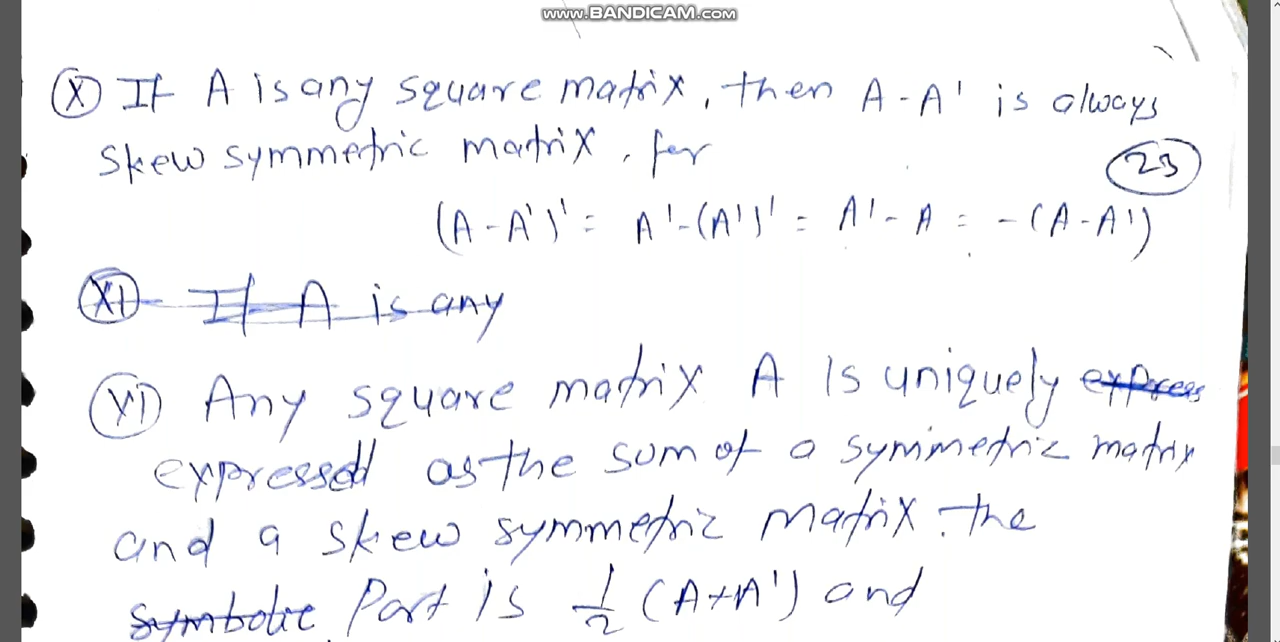 www.BANDICAM.com
(X) If A is any square matrix, then A - A' is always
skew symmetric matrix, for
(23)
(A - A')' = A' - (A')' = A' - A = -(A - A')
(XI) If A is any
(XI) Any square matrix A is uniquely express
expressed as the sum of a symmetric matrix
and a skew symmetric matrix. the
symbolic Part is 1/2 (A+A') and